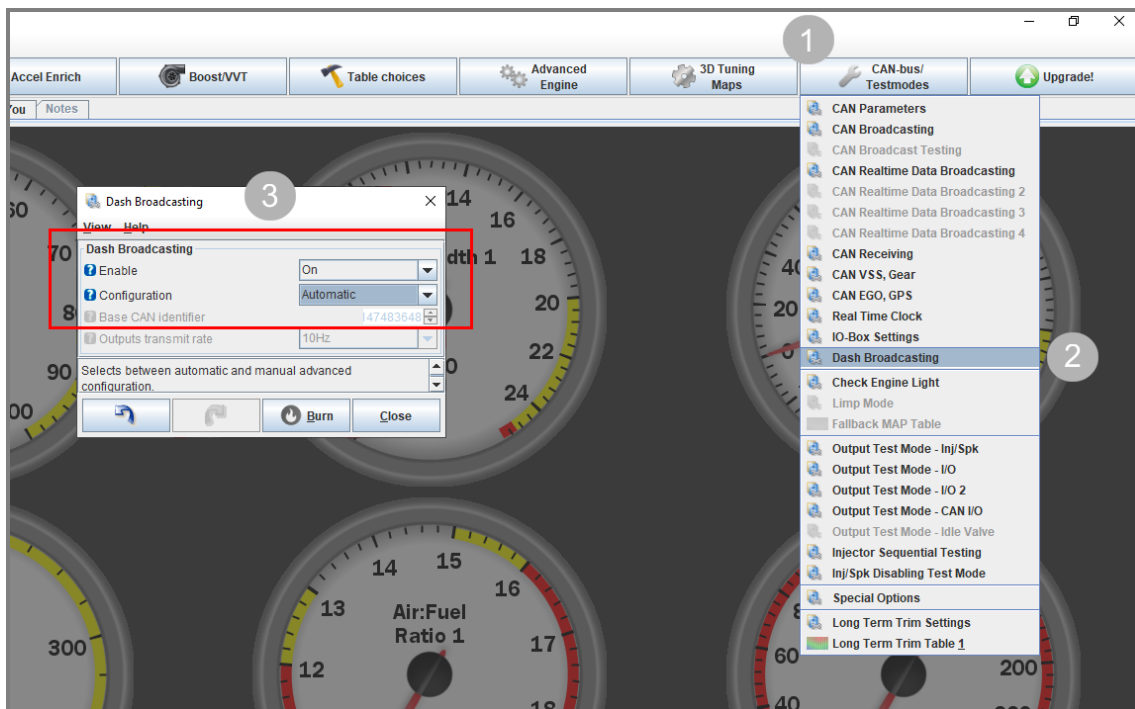 1
Accel Enrich
Boost/VVT
Table choices
Advanced
Engine
3D Tuning
Maps
CAN-bus/
Testmodes
Upgrade!
You
Notes
CAN Parameters
CAN Broadcasting
CAN Broadcast Testing
CAN Realtime Data Broadcasting
CAN Realtime Data Broadcasting 2
CAN Realtime Data Broadcasting 3
CAN Realtime Data Broadcasting 4
CAN Receiving
CAN VSS, Gear
CAN EGO, GPS
Real Time Clock
IO-Box Settings
Dash Broadcasting
2
Check Engine Light
Limp Mode
Fallback MAP Table
Output Test Mode - Inj/Spk
Output Test Mode - I/O
Output Test Mode - I/O 2
Output Test Mode - CAN I/O
Output Test Mode - Idle Valve
Injector Sequential Testing
Inj/Spk Disabling Test Mode
Special Options
Long Term Trim Settings
Long Term Trim Table 1
3
Dash Broadcasting
View Help
Dash Broadcasting
Enable On
Configuration Automatic
Base CAN identifier 147483648
Outputs transmit rate 10Hz
Selects between automatic and manual advanced
configuration.
Burn Close
70
90
14
16
dth 1 18
20
22
24
40
20
0
300
12
13
14
15
16
17
18
Air:Fuel
Ratio 1
60
40
200